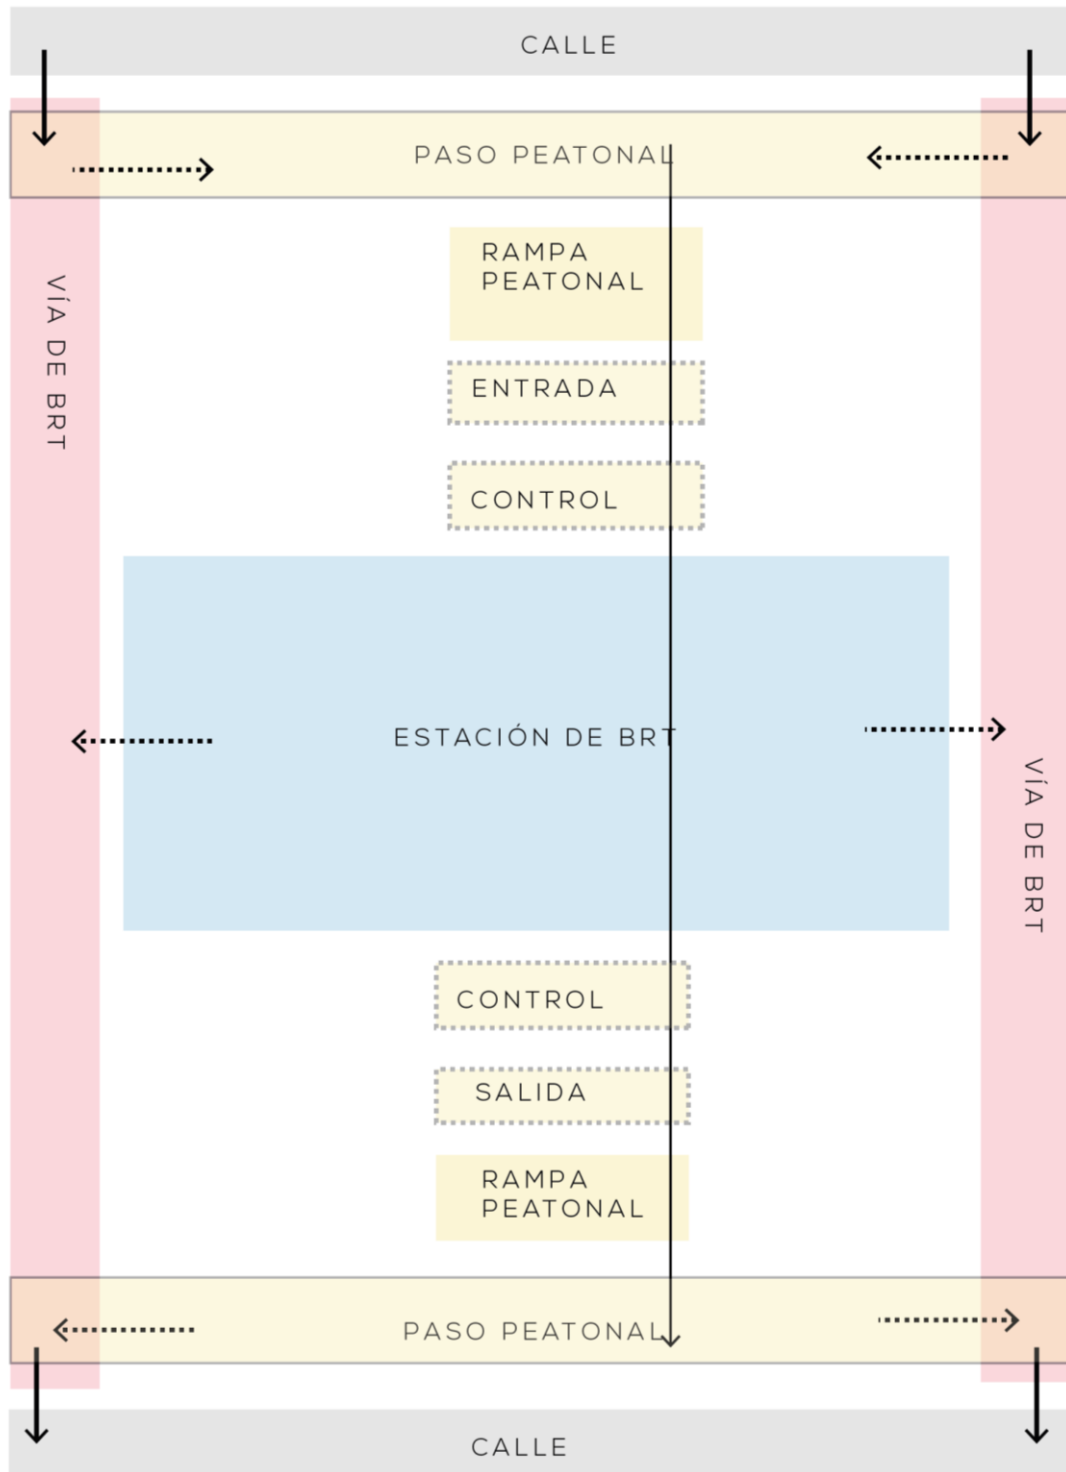 CALLE
PASO PEATONAL
RAMPA
PEATONAL
VÍA DE BRT
ENTRADA
CONTROL
ESTACIÓN DE BRT
VÍA DE BRT
CONTROL
SALIDA
RAMPA
PEATONAL
PASO PEATONAL
CALLE